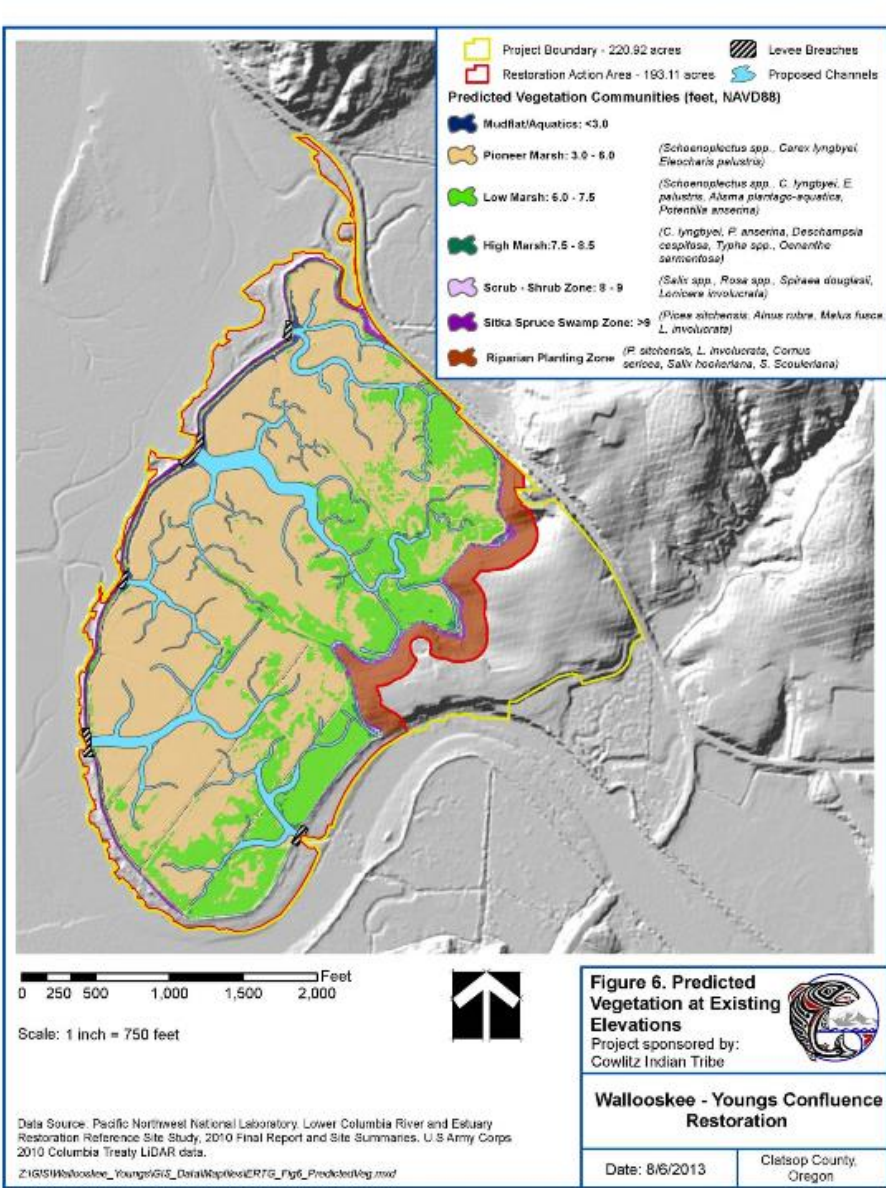 Project Boundary - 220.92 acres
Levee Breaches
Restoration Action Area - 193.11 acres
Proposed Channels
Predicted Vegetation Communities (feet, NAVD88)
Mudflat/Aquatics: <3.0
Pioneer Marsh: 3.0 - 6.0
(Schoenoplectus spp., Carex lyngbyei,
Eleocharis palustris)
Low Marsh: 6.0 - 7.5
(Schoenoplectus spp., C. lyngbyei, E.
palustris, Alisma plantago-aquatica,
Potentilla anserina)
High Marsh:7.5 - 8.5
(C. lyngbyei, P. anserina, Deschampsia
cespitosa, Typha spp., Oenanthe
sarmentosa)
Scrub - Shrub Zone: 8 - 9
(Salix spp., Rosa spp., Spiraea douglasii,
Lonicera involucrata)
Sitka Spruce Swamp Zone: >9
(Picea sitchensis, Alnus rubra, Malus fusca,
L. involucrata)
Riparian Planting Zone
(P. sitchensis, L. involucrata, Cornus
sericea, Salix hookeriana, S. Scouleriana)
Feet
0 250 500 1,000 1,500 2,000
Scale: 1 inch = 750 feet
Figure 6. Predicted
Vegetation at Existing
Elevations
Project sponsored by:
Cowlitz Indian Tribe
Wallooskee - Youngs Confluence
Restoration
Date: 8/6/2013
Clatsop County,
Oregon
Data Source: Pacific Northwest National Laboratory. Lower Columbia River and Estuary
Restoration Reference Site Study, 2010 Final Report and Site Summaries. U.S Army Corps
2010 Columbia Treaty LiDAR data.
Z:\GIS\Wallooskee_Youngs\GIS_Data\Mapfiles\ERTG_Fig6_PredictedVeg.mxd